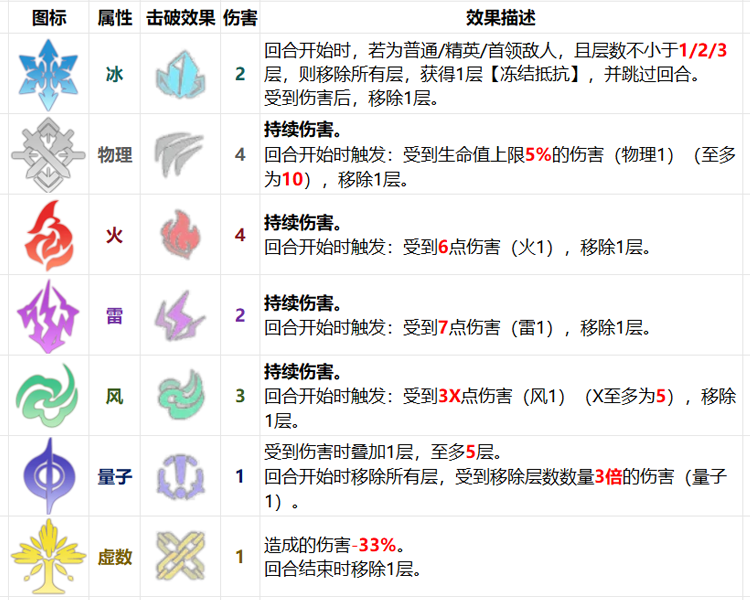 图标 属性 击破效果 伤害 效果描述
冰 2 回合开始时，若为普通/精英/首领敌人，且层数不小于1/2/3
层，则移除所有层，获得1层【冻结抵抗】，并跳过回合。
受到伤害后，移除1层。
物理 4 持续伤害。
回合开始时触发：受到生命值上限5%的伤害（物理1）（至多
为10），移除1层。
火 4 持续伤害。
回合开始时触发：受到6点伤害（火1），移除1层。
雷 2 持续伤害。
回合开始时触发：受到7点伤害（雷1），移除1层。
风 3 持续伤害。
回合开始时触发：受到3X点伤害（风1）（X至多为5），移除
1层。
量子 1 受到伤害时叠加1层，至多5层。
回合开始时移除所有层，受到移除层数数量3倍的伤害（量子
1）。
虚数 1 造成的伤害-33%。
回合结束时移除1层。